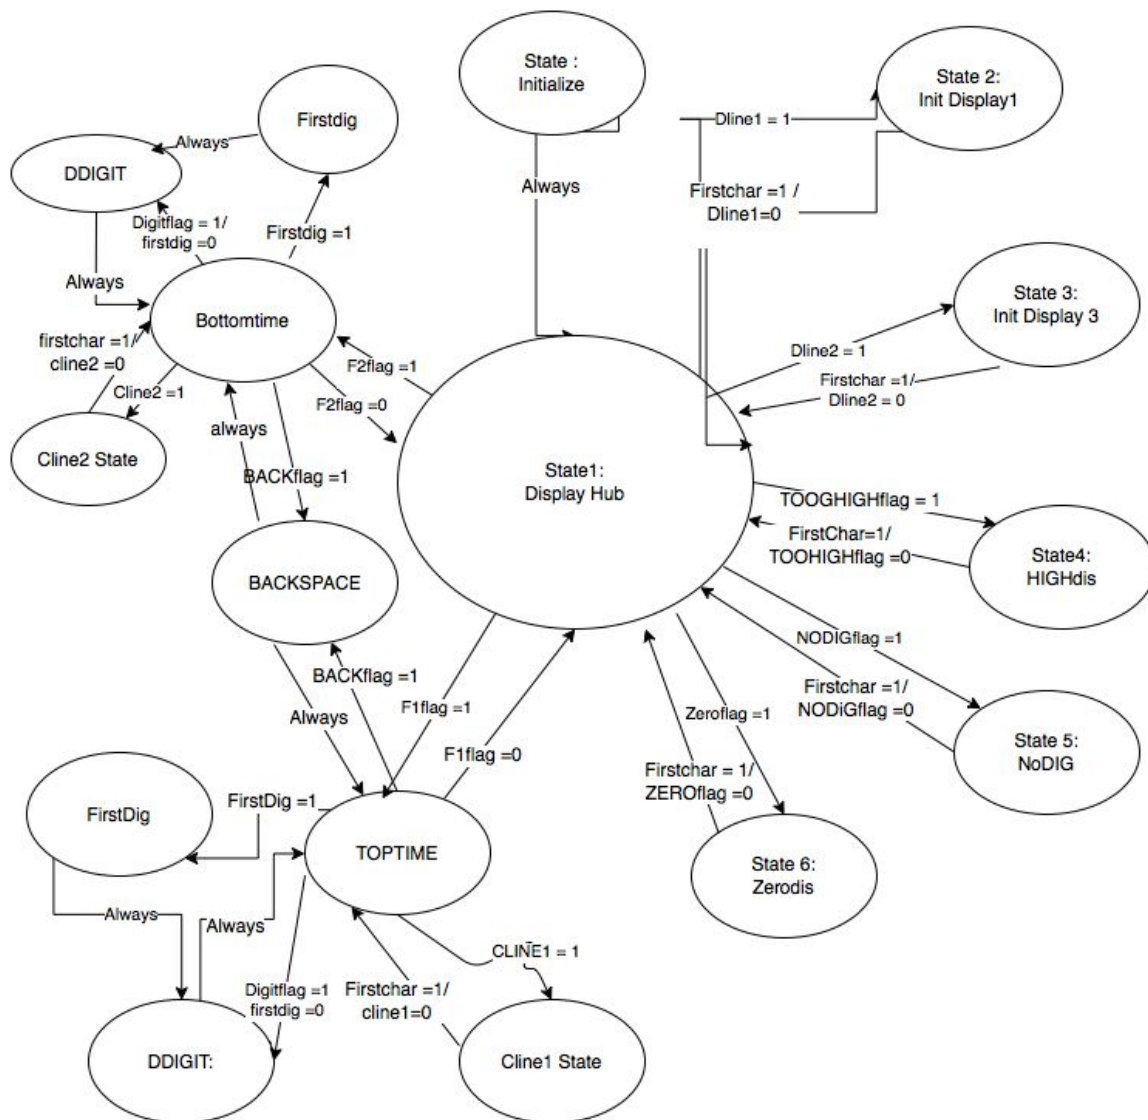 State :
Initialize
State 2:
Init Display1
Dline1 = 1
Firstchar =1 /
Dline1=0
Always
Firstdig
Always
DDIGIT
Digitflag = 1/
firstdig =0
Firstdig =1
Always
Bottomtime
firstchar =1/
cline2 =0
Cline2 =1
Cline2 State
always
BACKflag =1
F2flag =1
F2flag =0
State 3:
Init Display 3
Dline2 = 1
Firstchar =1/
Dline2 = 0
State1:
Display Hub
TOOGHIGHflag = 1
FirstChar=1/
TOOHIGHflag =0
State4:
HIGHdis
BACKSPACE
NODIGflag =1
Firstchar =1/
NODiGflag =0
State 5:
NoDIG
BACKflag =1
Always
F1flag =1
F1flag =0
Zeroflag =1
Firstchar = 1/
ZEROflag =0
State 6:
Zerodis
FirstDig
FirstDig =1
TOPTIME
Always
Always
CLINE1 = 1
Digitflag =1
firstdig =0
Firstchar =1/
cline1=0
DDIGIT:
Cline1 State